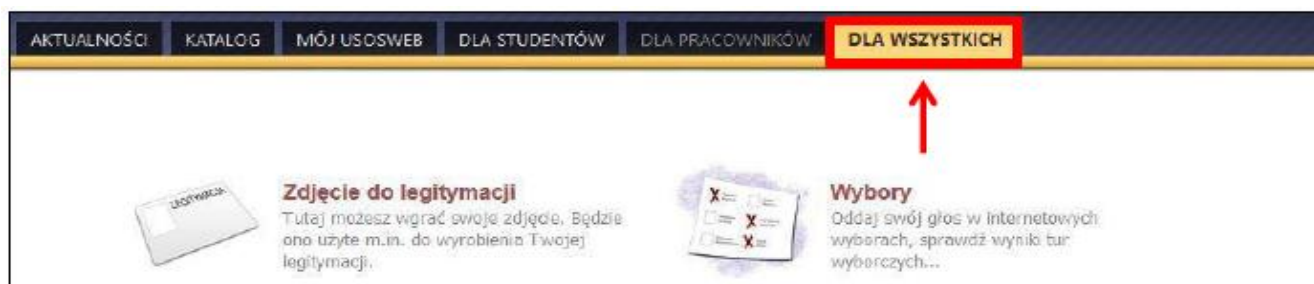 AKTUALNOŚCI KATALOG MÓJ USOSWEB DLA STUDENTÓW DLA PRACOWNIKÓW DLA WSZYSTKICH
LEGITYMACJA
Zdjęcie do legitymacji
Tutaj możesz wgrać swoje zdjęcie. Będzie
ono użyte m.in. do wyrobienia Twojej
legitymacji.
Wybory
Oddaj swój głos w internetowych
wyborach, sprawdź wyniki tur
wyborczych...